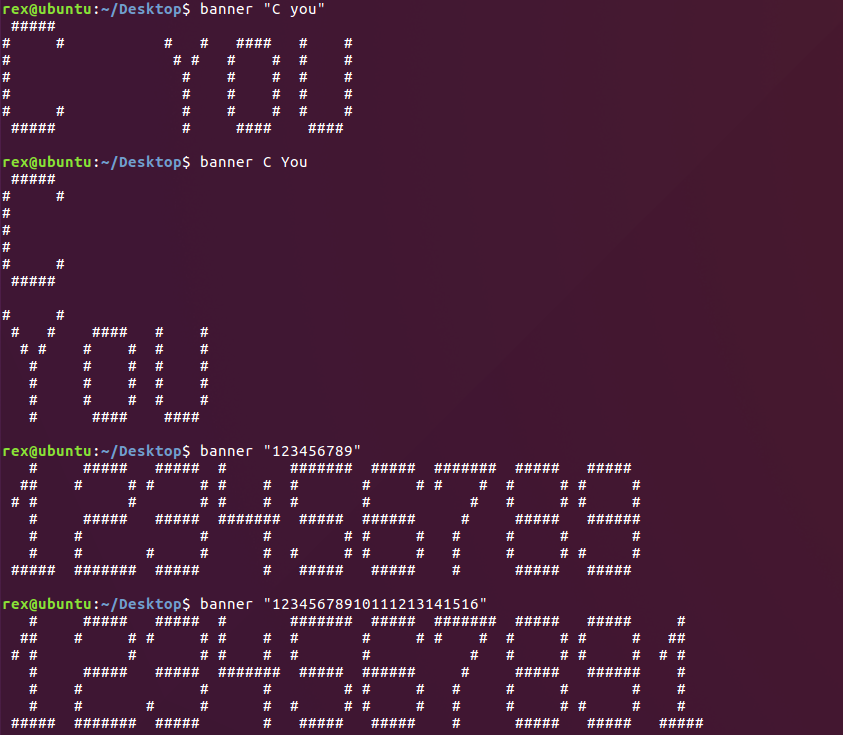 rex@ubuntu:~/Desktop$ banner "C you"
 #####
#     #           #   #   ####   #    #
#                  # #   #    #  #    #
#                   #    #    #  #    #
#                   #    #    #  #    #
#     #             #    #    #  #    #
 #####              #     ####    ####
rex@ubuntu:~/Desktop$ banner C You
 #####
#     #
#
#
#
#     #
 #####
#     #
 #   #    ####   #    #
  # #    #    #  #    #
   #     #    #  #    #
   #     #    #  #    #
   #     #    #  #    #
   #      ####    ####
rex@ubuntu:~/Desktop$ banner "123456789"
   #     #####   #####  #       #######  #####  #######  #####   #####
  ##    #     # #     # #    #  #       #     # #    #  #     # #     #
 # #          #       # #    #  #       #           #   #     # #     #
   #     #####   #####  #######  #####  ######     #     #####   ######
   #    #             #      #        # #     #   #     #     #       #
   #    #       #     #      #  #     # #     #   #     #     # #     #
 #####  #######  #####       #   #####   #####    #      #####   #####
rex@ubuntu:~/Desktop$ banner "12345678910111213141516"
   #     #####   #####  #       #######  #####  #######  #####   #####     #
  ##    #     # #     # #    #  #       #     # #    #  #     # #     #   ##
 # #          #       # #    #  #       #           #   #     # #     #  # #
   #     #####   #####  #######  #####  ######     #     #####   ######    #
   #    #             #      #        # #     #   #     #     #       #    #
   #    #       #     #      #  #     # #     #   #     #     # #     #    #
 #####  #######  #####       #   #####   #####    #      #####   #####   #####